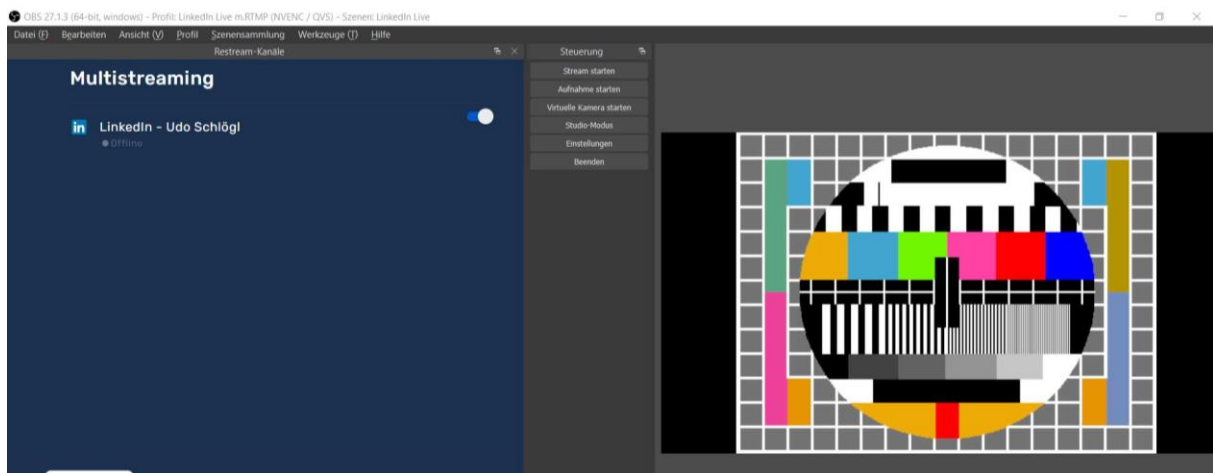 OBS 27.1.3 (64-bit, windows) - Profil: LinkedIn Live m.RTMP (NVENC / QVS) - Szenen: LinkedIn Live
Datei (F) Bearbeiten Ansicht (V) Profil Szenensammlung Werkzeuge (T) Hilfe
Restream-Kanäle
Multistreaming
in LinkedIn - Udo Schlögl
Offline
Steuerung
Stream starten
Aufnahme starten
Virtuelle Kamera starten
Studio-Modus
Einstellungen
Beenden